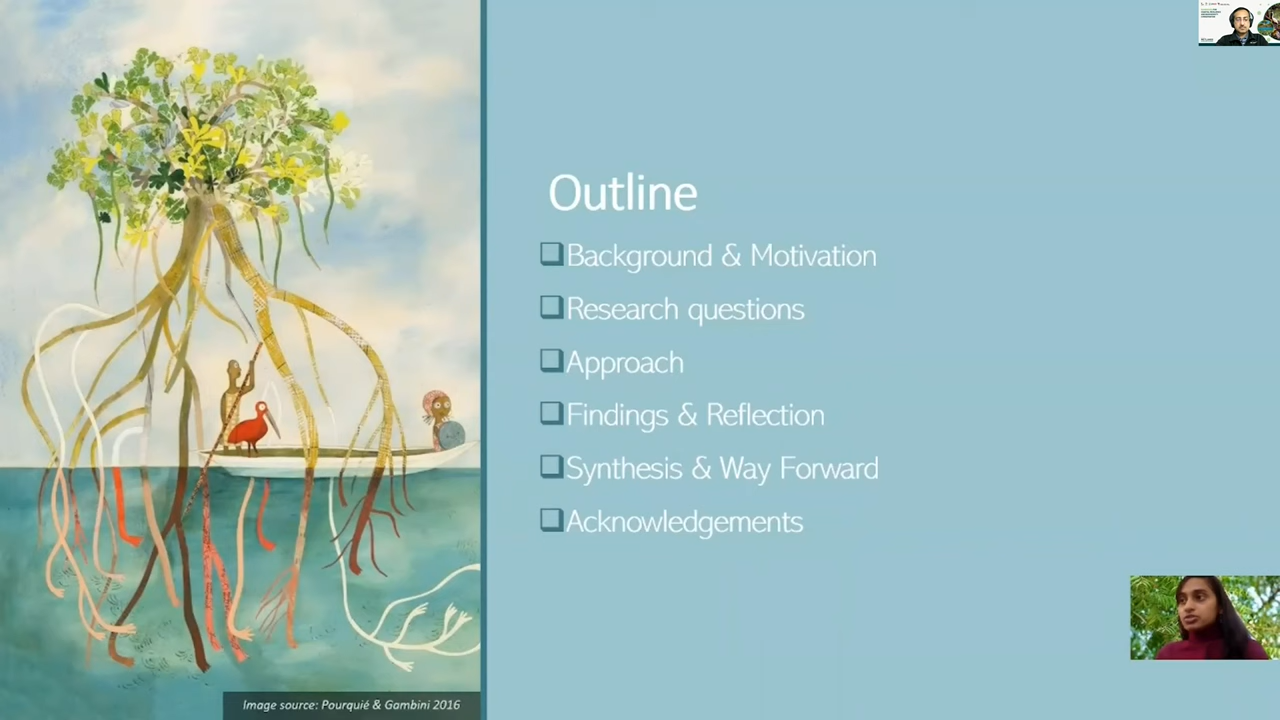 Outline
Background & Motivation
Research questions
Approach
Findings & Reflection
Synthesis & Way Forward
Acknowledgements
Image source: Pourquié & Gambini 2016